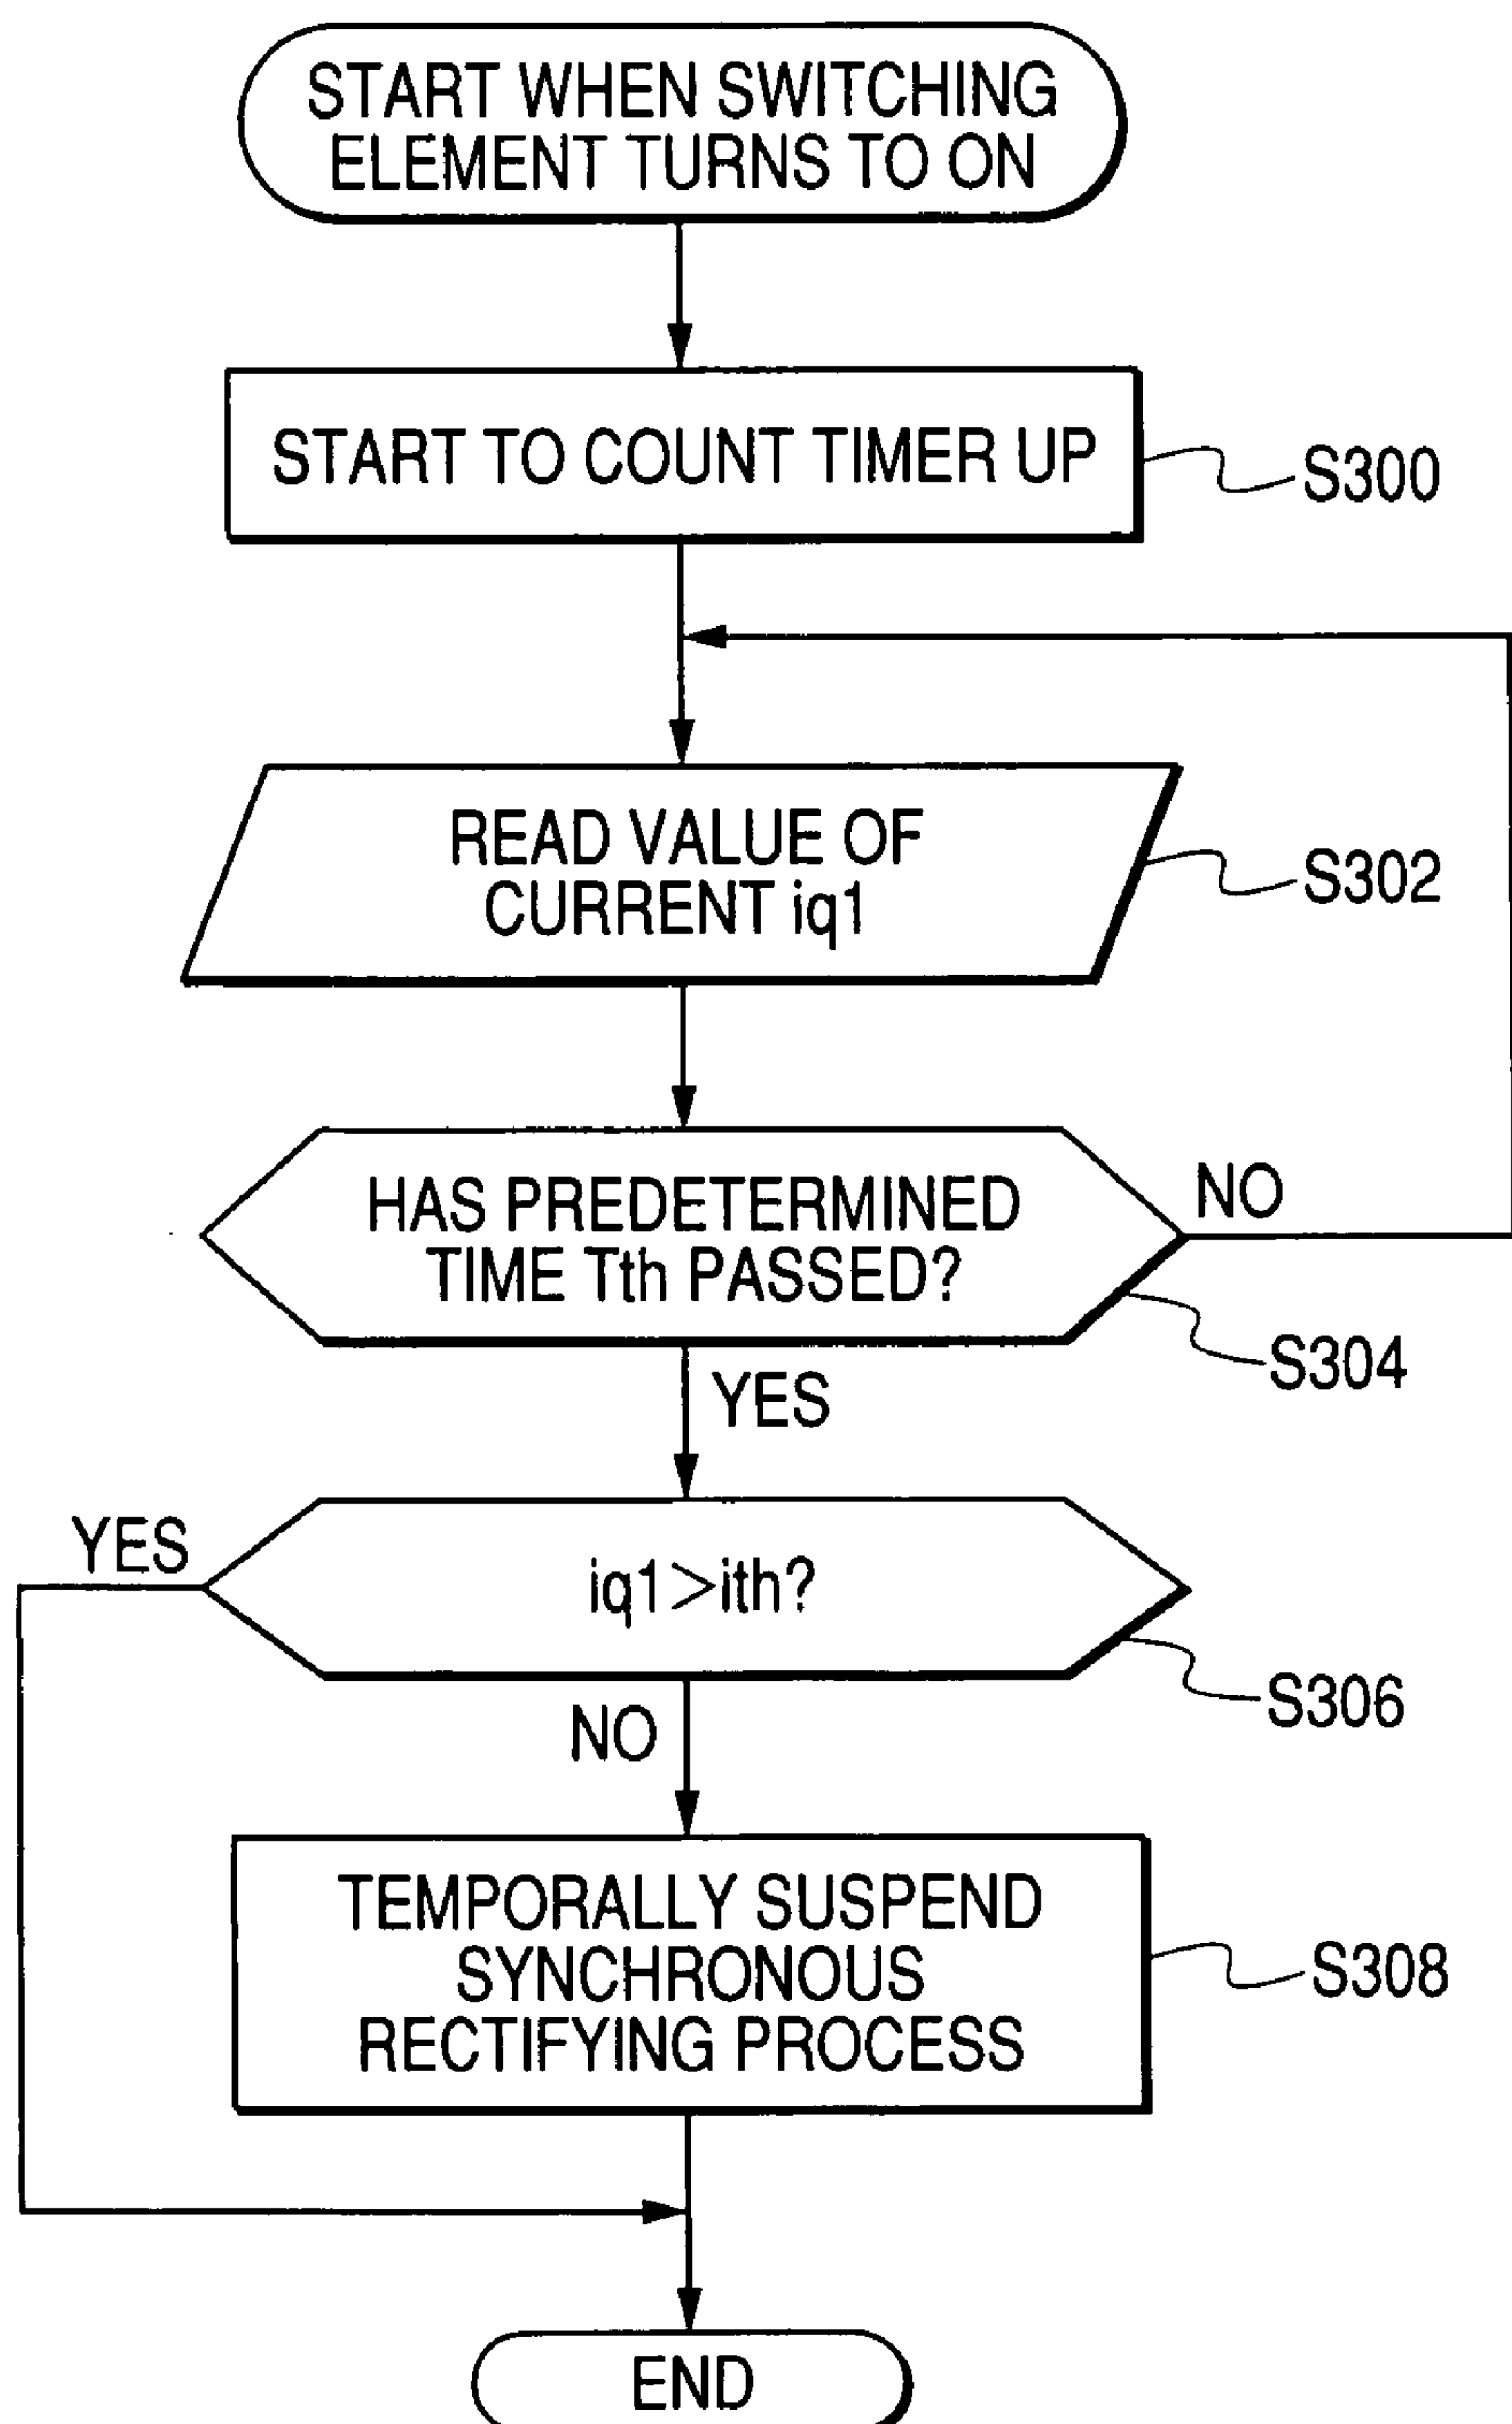 START WHEN SWITCHING
ELEMENT TURNS TO ON
START TO COUNT TIMER UP
S300
READ VALUE OF
CURRENT iq1
S302
HAS PREDETERMINED
TIME Tth PASSED?
NO
S304
YES
iq1>ith?
YES
S306
NO
TEMPORALLY SUSPEND
SYNCHRONOUS
RECTIFYING PROCESS
S308
END